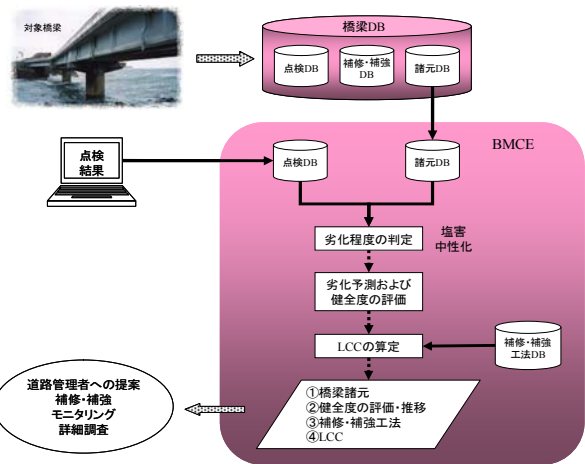 対象橋梁
橋梁DB
点検DB
補修・補強
DB
諸元DB
BMCE
点検
結果
点検DB
諸元DB
劣化程度の判定
塩害
中性化
劣化予測および
健全度の評価
LCCの算定
補修・補強
工法DB
道路管理者への提案
補修・補強
モニタリング
詳細調査
①橋梁諸元
②健全度の評価・推移
③補修・補強工法
④LCC